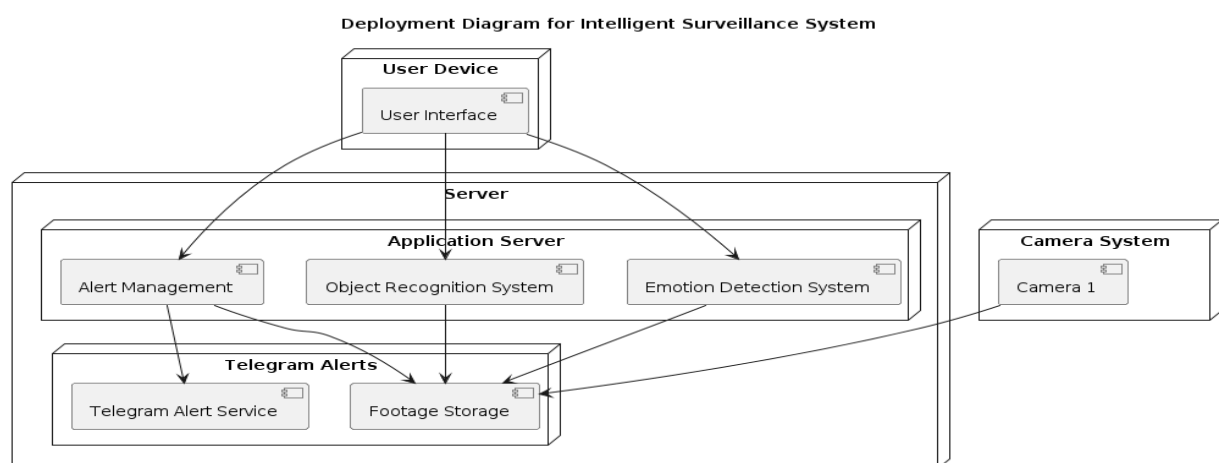 Deployment Diagram for Intelligent Surveillance System
User Device
User Interface
Server
Application Server
Camera System
Alert Management
Object Recognition System
Emotion Detection System
Camera 1
Telegram Alerts
Telegram Alert Service
Footage Storage